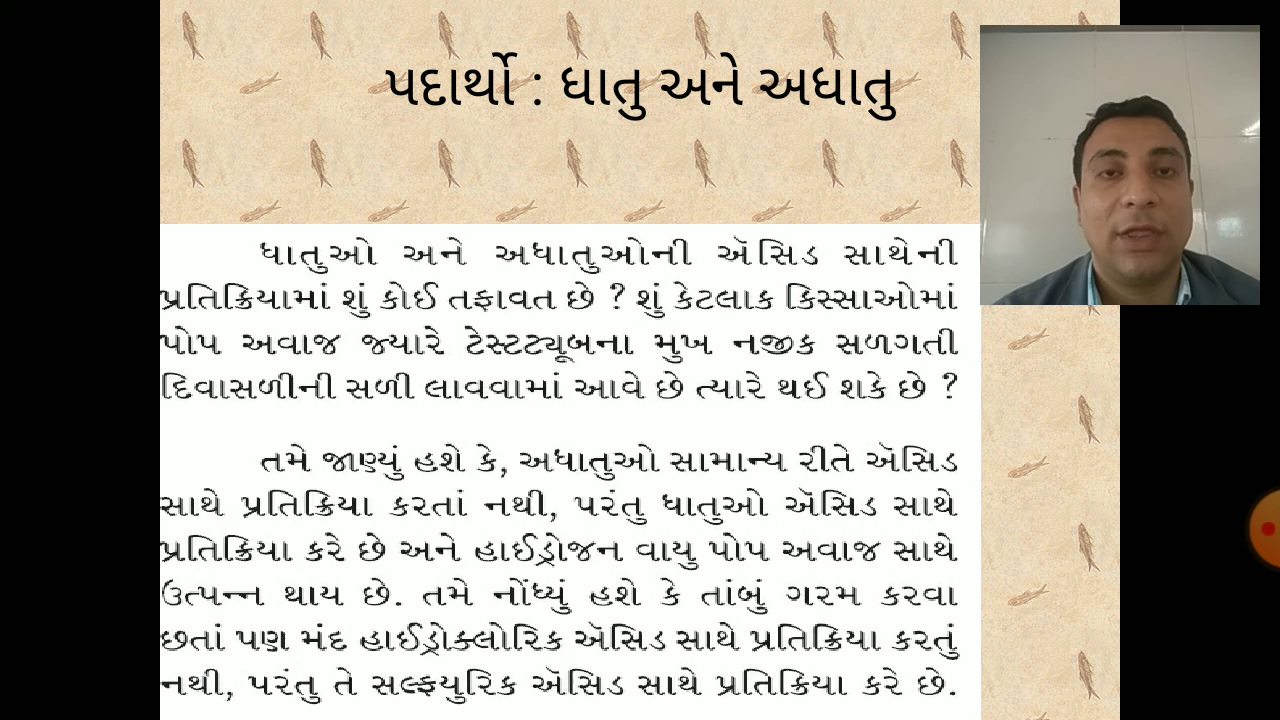 પદાર્થો : ધાતુ અને અધાતુ
ધાતુઓ અને અધાતુઓની ઍસિડ સાથેની
પ્રતિક્રિયામાં શું કોઈ તફાવત છે ? શું કેટલાક કિસ્સાઓમાં
પોપ અવાજ જ્યારે ટેસ્ટટ્યૂબના મુખ નજીક સળગતી
દિવાસળીની સળી લાવવામાં આવે છે ત્યારે થઈ શકે છે ?
તમે જાણ્યું હશે કે, અધાતુઓ સામાન્ય રીતે ઍસિડ
સાથે પ્રતિક્રિયા કરતાં નથી, પરંતુ ધાતુઓ ઍસિડ સાથે
પ્રતિક્રિયા કરે છે અને હાઈડ્રોજન વાયુ પોપ અવાજ સાથે
ઉત્પન્ન થાય છે. તમે નોંધ્યું હશે કે તાંબું ગરમ કરવા
છતાં પણ મંદ હાઈડ્રોક્લોરિક ઍસિડ સાથે પ્રતિક્રિયા કરતું
નથી, પરંતુ તે સલ્ફયુરિક ઍસિડ સાથે પ્રતિક્રિયા કરે છે.